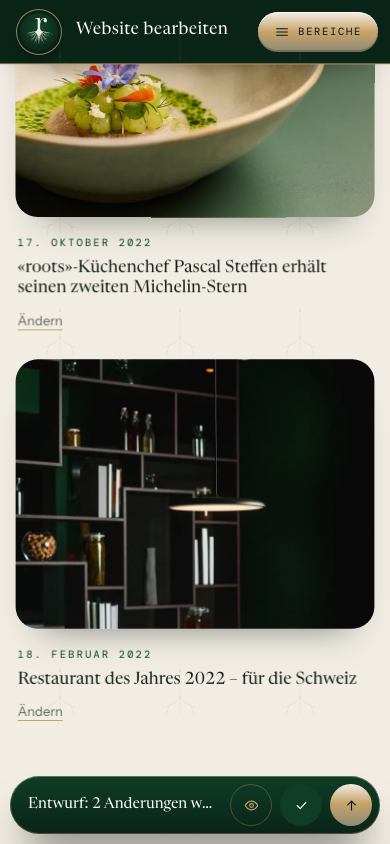 r
Website bearbeiten
BEREICHE
17. OKTOBER 2022
«roots»-Küchenchef Pascal Steffen erhält
seinen zweiten Michelin-Stern
Ändern
18. FEBRUAR 2022
Restaurant des Jahres 2022 – für die Schweiz
Ändern
Entwurf: 2 Änderungen w...